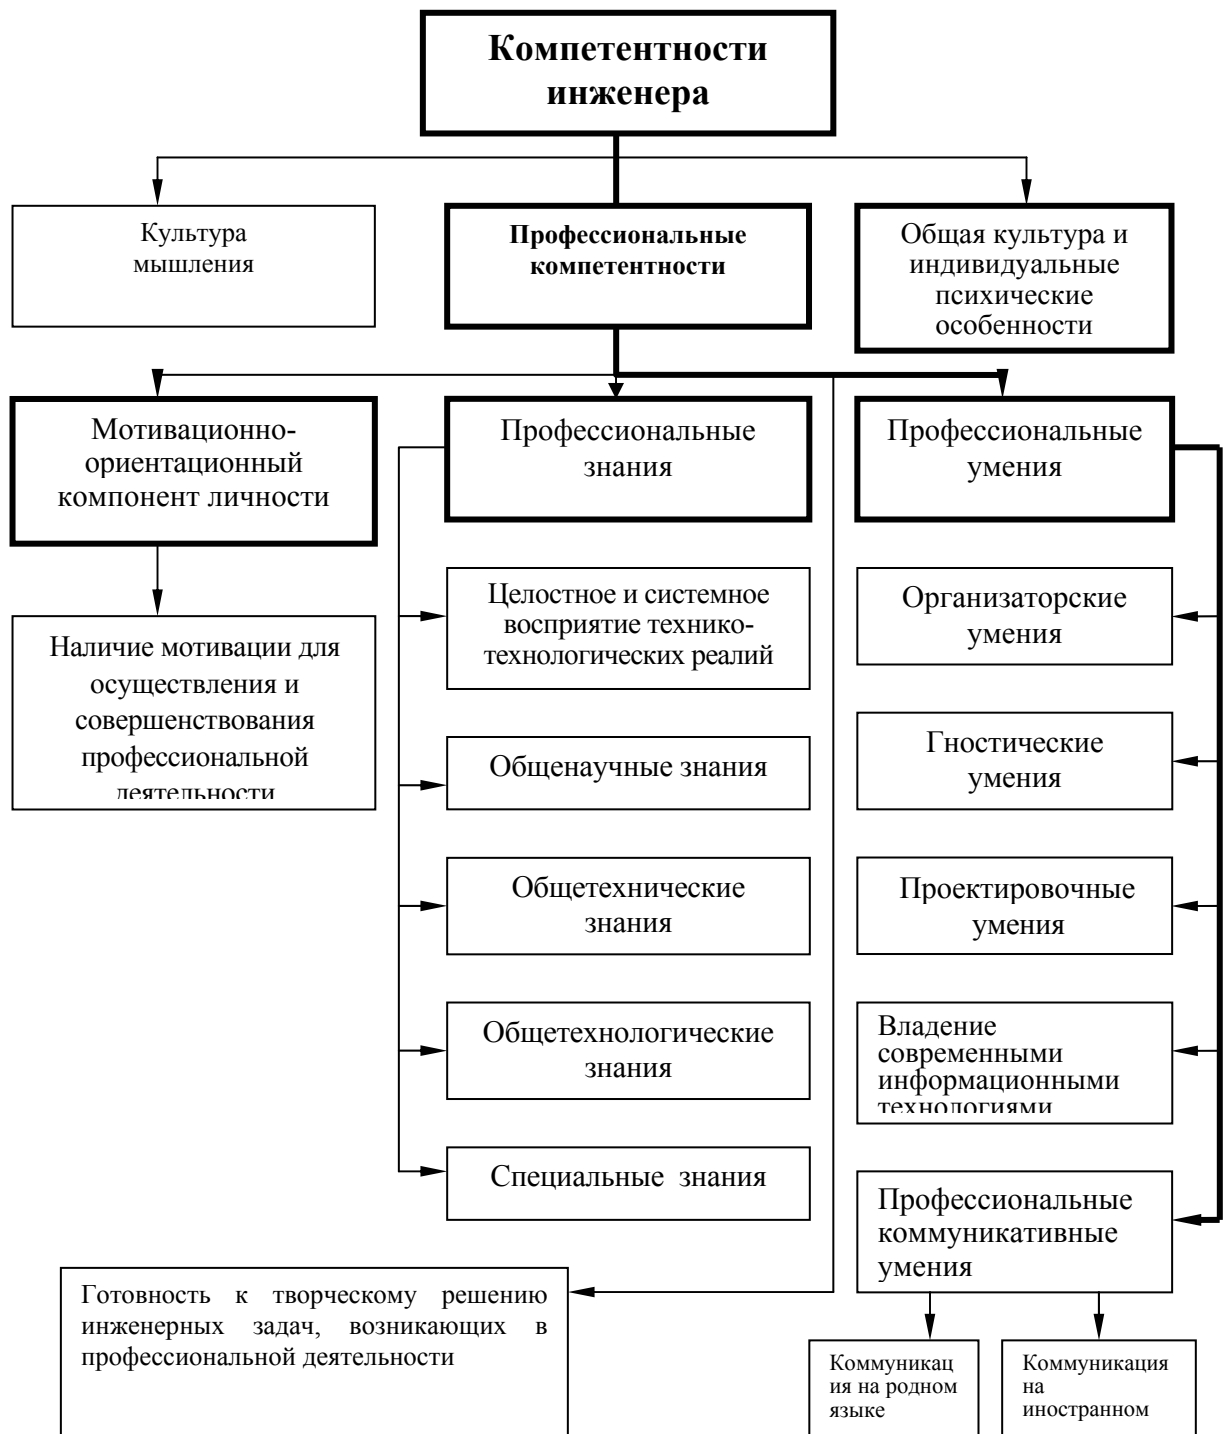 Компетентности
инженера
Культура
мышления
Профессиональные
компетентности
Общая культура и
индивидуальные
психические
особенности
Мотивационно-
ориентационный
компонент личности
Профессиональные
знания
Профессиональные
умения
Наличие мотивации для
осуществления и
совершенствования
профессиональной
деятельности
Целостное и системное
восприятие технико-
технологических реалий
Общенаучные знания
Общетехнические
знания
Общетехнологические
знания
Специальные знания
Организаторские
умения
Гностические
умения
Проектировочные
умения
Владение
современными
информационными
технологиями
Профессиональные
коммуникативные
умения
Готовность к творческому решению
инженерных задач, возникающих в
профессиональной деятельности
Коммуникац
ия на родном
языке
Коммуникация
на
иностранном